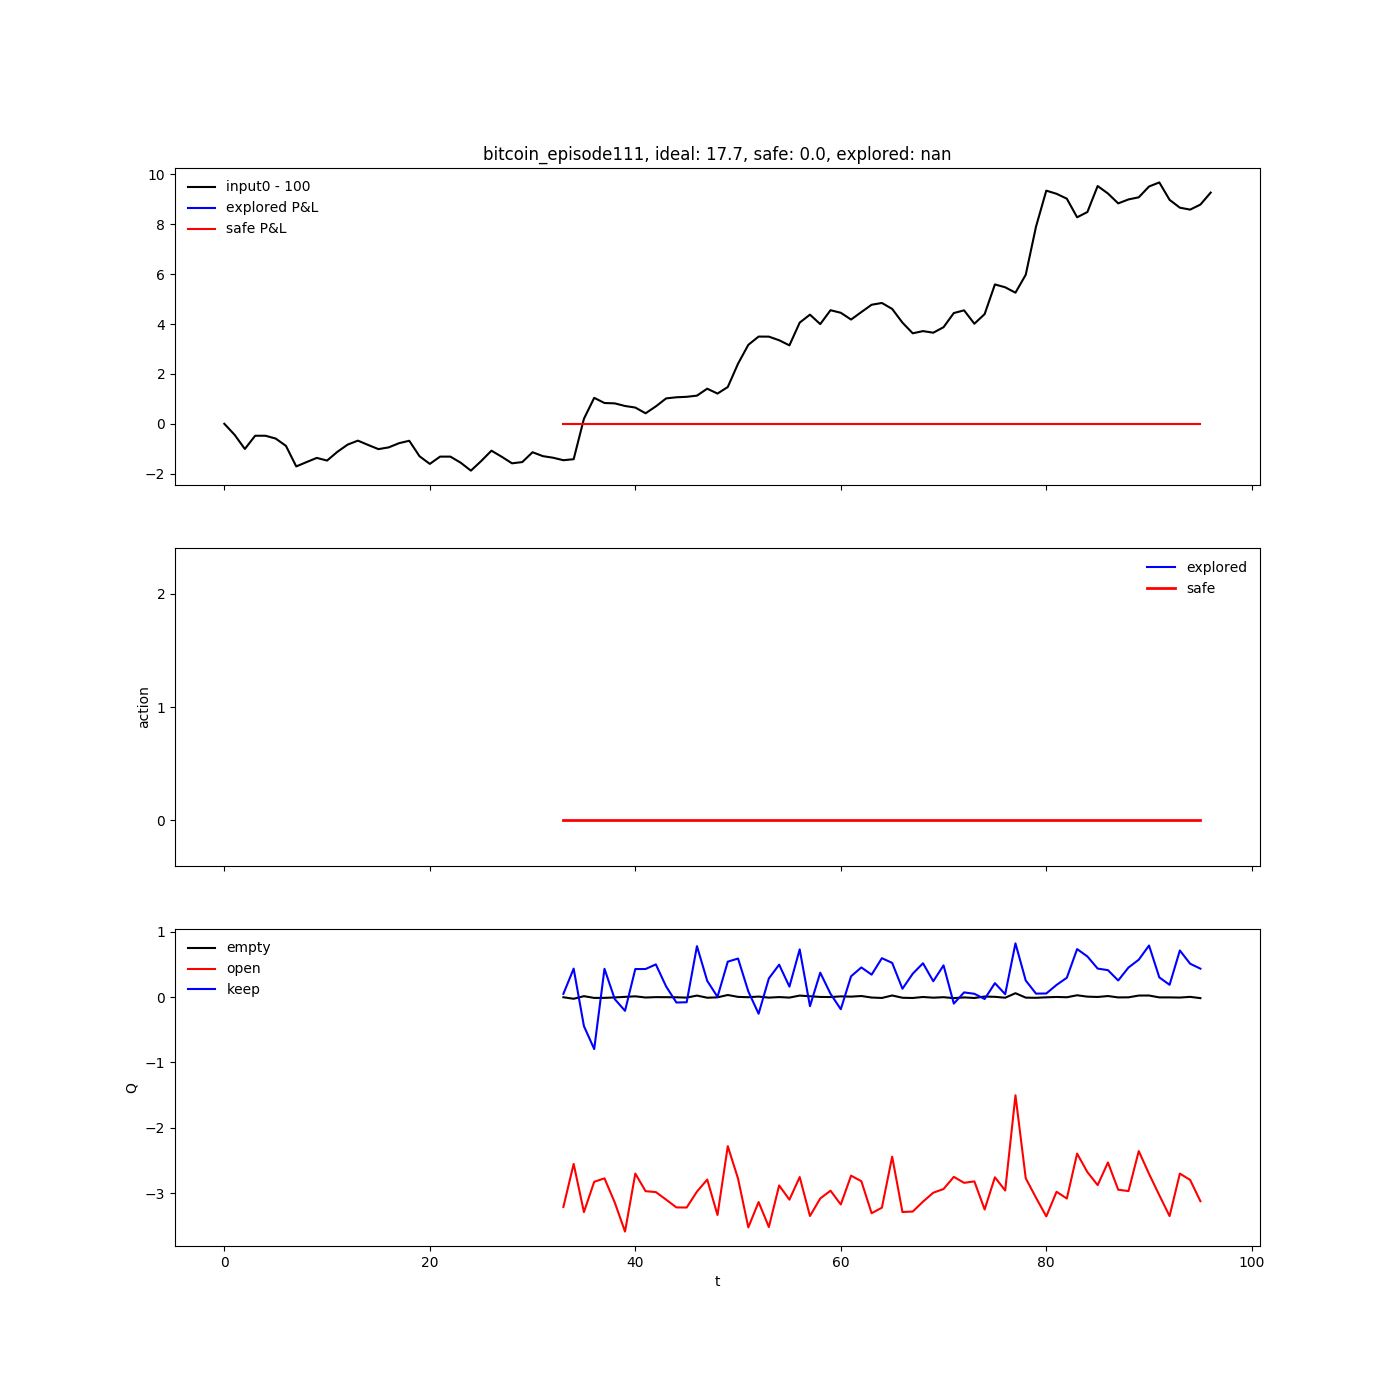 bitcoin_episode111, ideal: 17.7, safe: 0.0, explored: nan
10
8
6
4
2
0
−2
input0 - 100
explored P&L
safe P&L
action
2
1
0
explored
safe
Q
1
0
−1
−2
−3
empty
open
keep
0
20
40
60
80
100
t